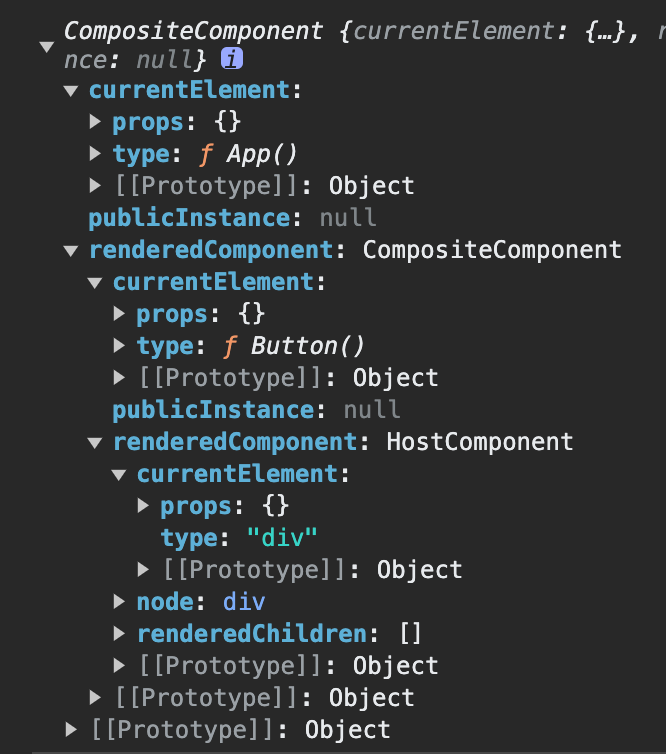 CompositeComponent {currentElement: {…}, 
nce: null} i
currentElement:
props: {}
type: ƒ App()
[[Prototype]]: Object
publicInstance: null
renderedComponent: CompositeComponent
currentElement:
props: {}
type: ƒ Button()
[[Prototype]]: Object
publicInstance: null
renderedComponent: HostComponent
currentElement:
props: {}
type: "div"
[[Prototype]]: Object
node: div
renderedChildren: []
[[Prototype]]: Object
[[Prototype]]: Object
[[Prototype]]: Object